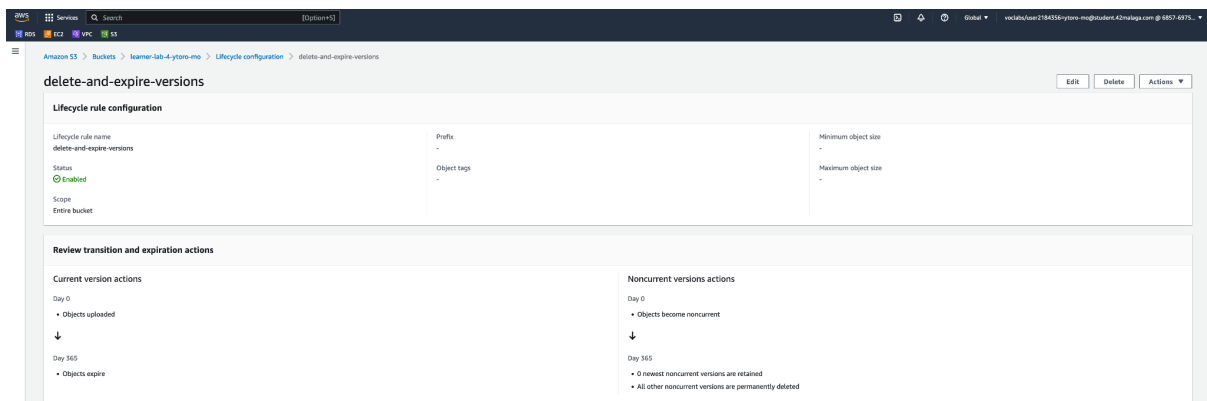 aws Services Search [Option+S] Global ▼ voclabs/user2184356=ytoro-mo@student.42malaga.com @ 6857-6975... ▼
RDS EC2 VPC S3
Amazon S3 > Buckets > learner-lab-4-ytoro-mo > Lifecycle configuration > delete-and-expire-versions
delete-and-expire-versions
Edit Delete Actions ▼
Lifecycle rule configuration
Lifecycle rule name
delete-and-expire-versions
Status
Enabled
Scope
Entire bucket
Prefix
-
Object tags
-
Minimum object size
-
Maximum object size
-
Review transition and expiration actions
Current version actions
Day 0
• Objects uploaded
↓
Day 365
• Objects expire
Noncurrent versions actions
Day 0
• Objects become noncurrent
↓
Day 365
• 0 newest noncurrent versions are retained
• All other noncurrent versions are permanently deleted